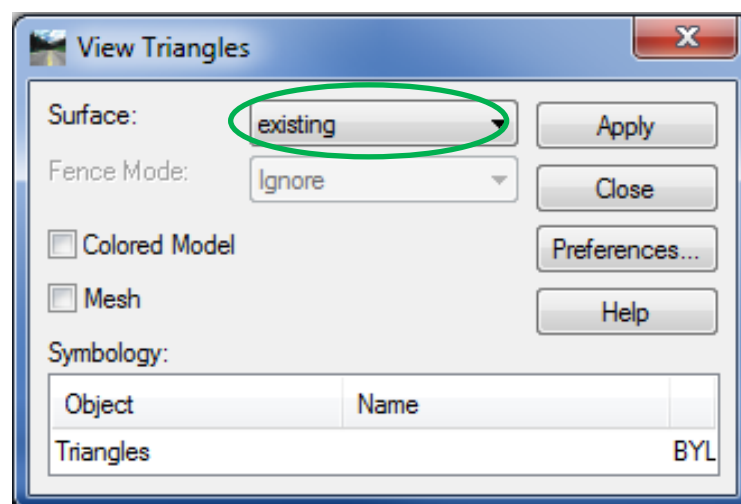 View Triangles
Surface: existing Apply
Fence Mode: Ignore Close
Colored Model Preferences...
Mesh Help
Symbology:
Object Name
Triangles BYL